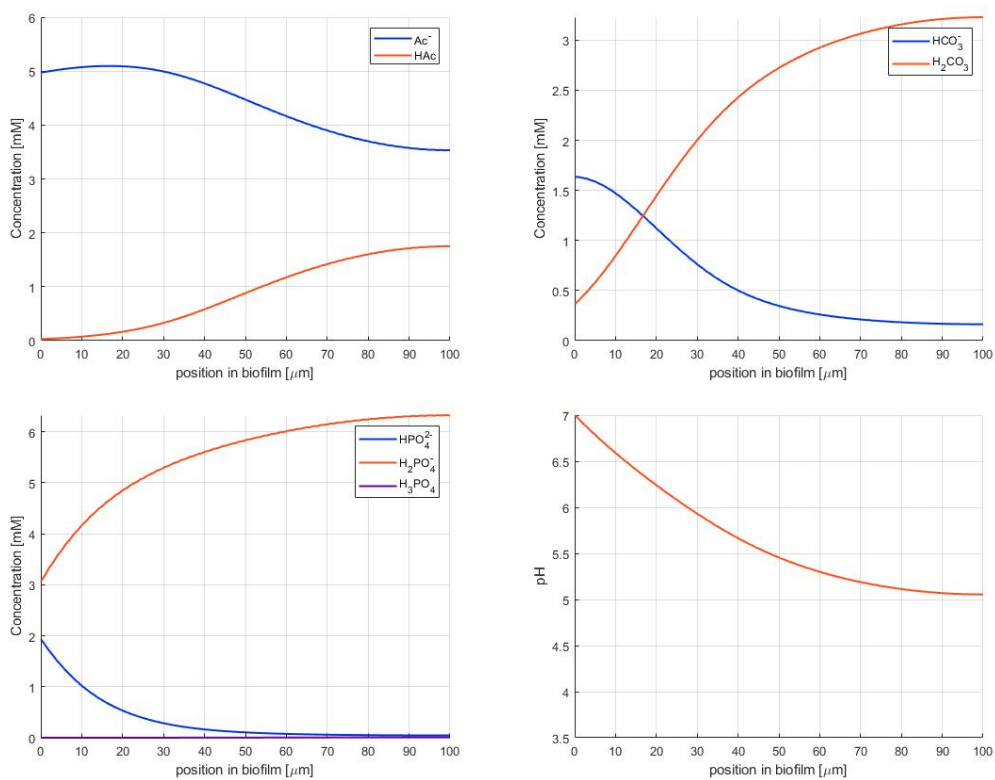 6
5
4
3
2
1
0
Concentration [mM]
Ac⁻
HAc
0 10 20 30 40 50 60 70 80 90 100
position in biofilm [μm]
3
2.5
2
1.5
1
0.5
0
Concentration [mM]
HCO₃⁻
H₂CO₃
0 10 20 30 40 50 60 70 80 90 100
position in biofilm [μm]
6
5
4
3
2
1
0
Concentration [mM]
HPO₄²⁻
H₂PO₄⁻
H₃PO₄
0 10 20 30 40 50 60 70 80 90 100
position in biofilm [μm]
7
6.5
6
5.5
5
4.5
4
3.5
pH
0 10 20 30 40 50 60 70 80 90 100
position in biofilm [μm]